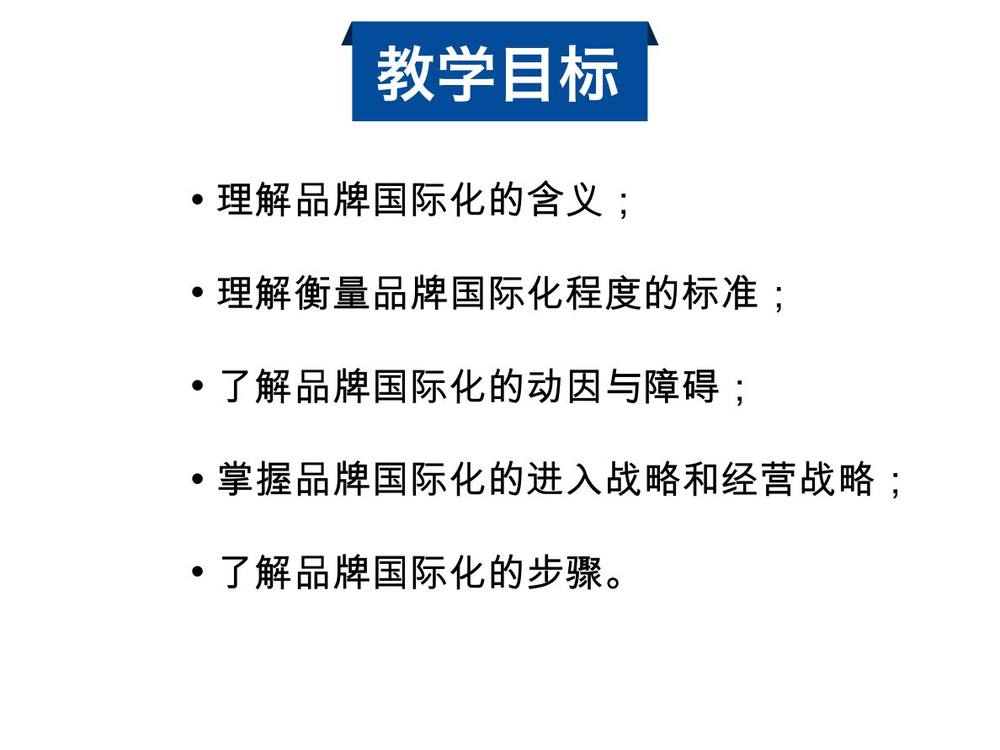 教学目标
• 理解品牌国际化的含义；
• 理解衡量品牌国际化程度的标准；
• 了解品牌国际化的动因与障碍；
• 掌握品牌国际化的进入战略和经营战略；
• 了解品牌国际化的步骤。